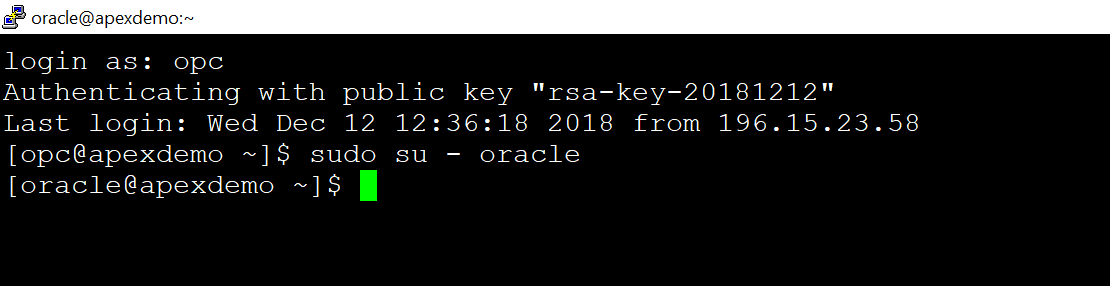 oracle@apexdemo:~
login as: opc
Authenticating with public key "rsa-key-20181212"
Last login: Wed Dec 12 12:36:18 2018 from 196.15.23.58
[opc@apexdemo ~]$ sudo su - oracle
[oracle@apexdemo ~]$